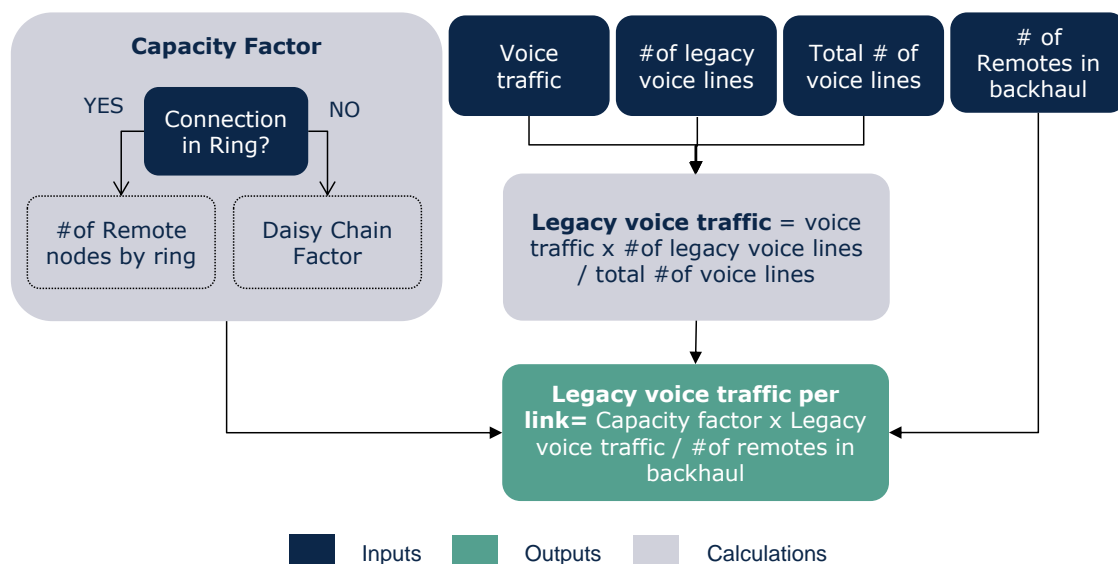 Capacity Factor
YES
NO
Connection
in Ring?
#of Remote
nodes by ring
Daisy Chain
Factor
Voice
traffic
#of legacy
voice lines
Total # of
voice lines
# of
Remotes in
backhaul
Legacy voice traffic = voice
traffic x #of legacy voice lines
/ total #of voice lines
Legacy voice traffic per
link= Capacity factor x Legacy
voice traffic / #of remotes in
backhaul
Inputs
Outputs
Calculations